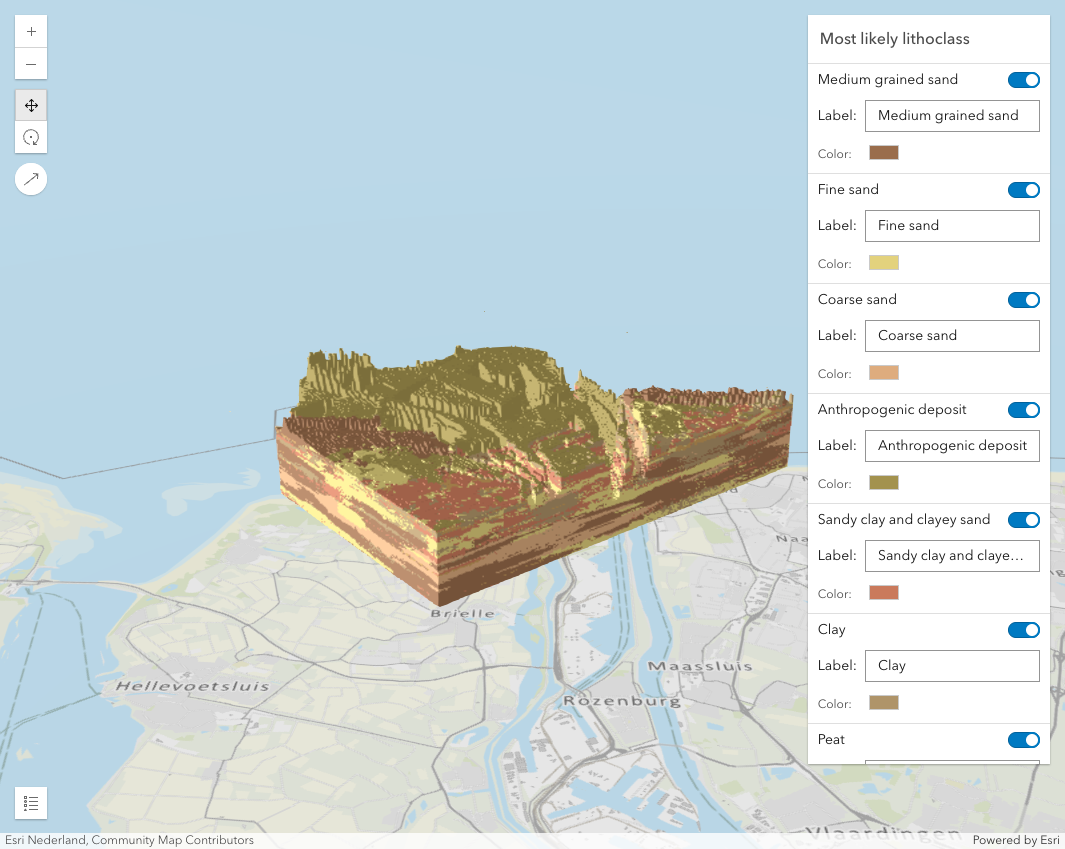 +
–
Most likely lithoclass
Medium grained sand
Label: Medium grained sand
Color:
Fine sand
Label: Fine sand
Color:
Coarse sand
Label: Coarse sand
Color:
Anthropogenic deposit
Label: Anthropogenic deposit
Color:
Sandy clay and clayey sand
Label: Sandy clay and claye…
Color:
Clay
Label: Clay
Color:
Peat
Naa
Brielle
Maassluis
Hellevoetsluis
Rozenburg
Vlaardingen
Esri Nederland, Community Map Contributors
Powered by Esri